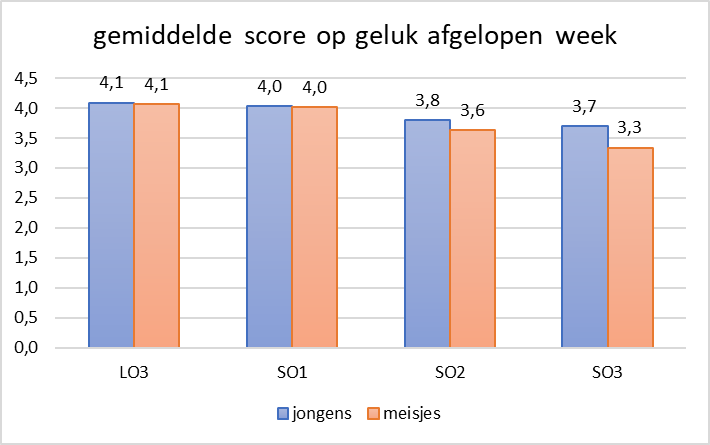 gemiddelde score op geluk afgelopen week
4,5
4,0
3,5
3,0
2,5
2,0
1,5
1,0
0,5
0,0
4,1 4,1 4,0 4,0 3,8 3,6 3,7 3,3
LO3 SO1 SO2 SO3
jongens meisjes